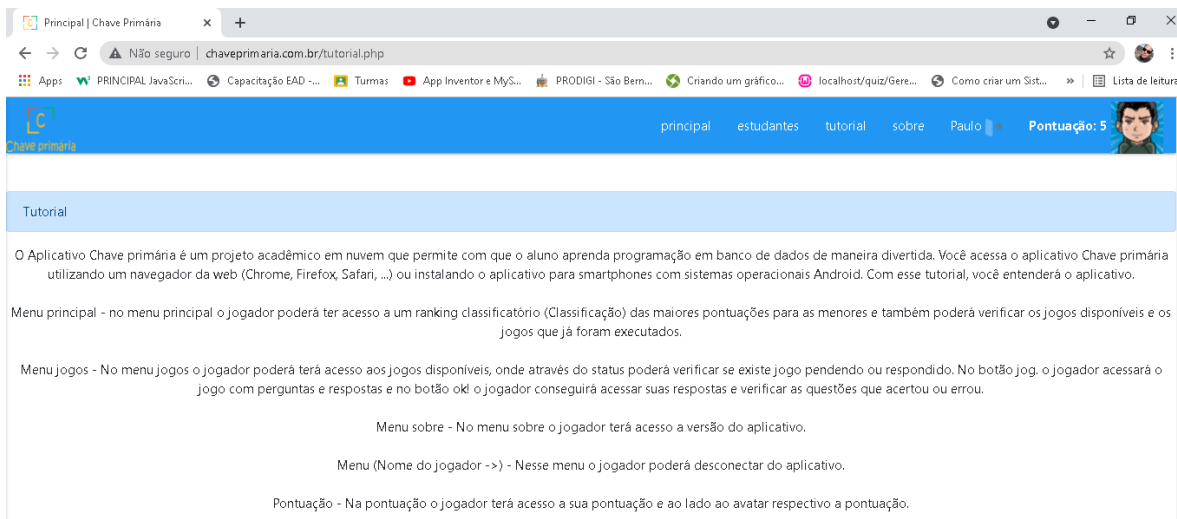 Principal | Chave Primária
Não seguro | chaveprimaria.com.br/tutorial.php
Apps PRINCIPAL JavaScri... Capacitação EAD -... Turmas App Inventor e MyS... PRODIGI - São Bern... Criando um gráfico... localhost/quiz/Gere... Como criar um Sist... » Lista de leitura
C
Chave primária
principal estudantes tutorial sobre Paulo Pontuação: 5
Tutorial
O Aplicativo Chave primária é um projeto acadêmico em nuvem que permite com que o aluno aprenda programação em banco de dados de maneira divertida. Você acessa o aplicativo Chave primária
utilizando um navegador da web (Chrome, Firefox, Safari, ...) ou instalando o aplicativo para smartphones com sistemas operacionais Android. Com esse tutorial, você entenderá o aplicativo.
Menu principal - no menu principal o jogador poderá ter acesso a um ranking classificatório (Classificação) das maiores pontuações para as menores e também poderá verificar os jogos disponíveis e os
jogos que já foram executados.
Menu jogos - No menu jogos o jogador poderá terá acesso aos jogos disponíveis, onde através do status poderá verificar se existe jogo pendendo ou respondido. No botão jog. o jogador acessará o
jogo com perguntas e respostas e no botão ok! o jogador conseguirá acessar suas respostas e verificar as questões que acertou ou errou.
Menu sobre - No menu sobre o jogador terá acesso a versão do aplicativo.
Menu (Nome do jogador ->) - Nesse menu o jogador poderá desconectar do aplicativo.
Pontuação - Na pontuação o jogador terá acesso a sua pontuação e ao lado ao avatar respectivo a pontuação.